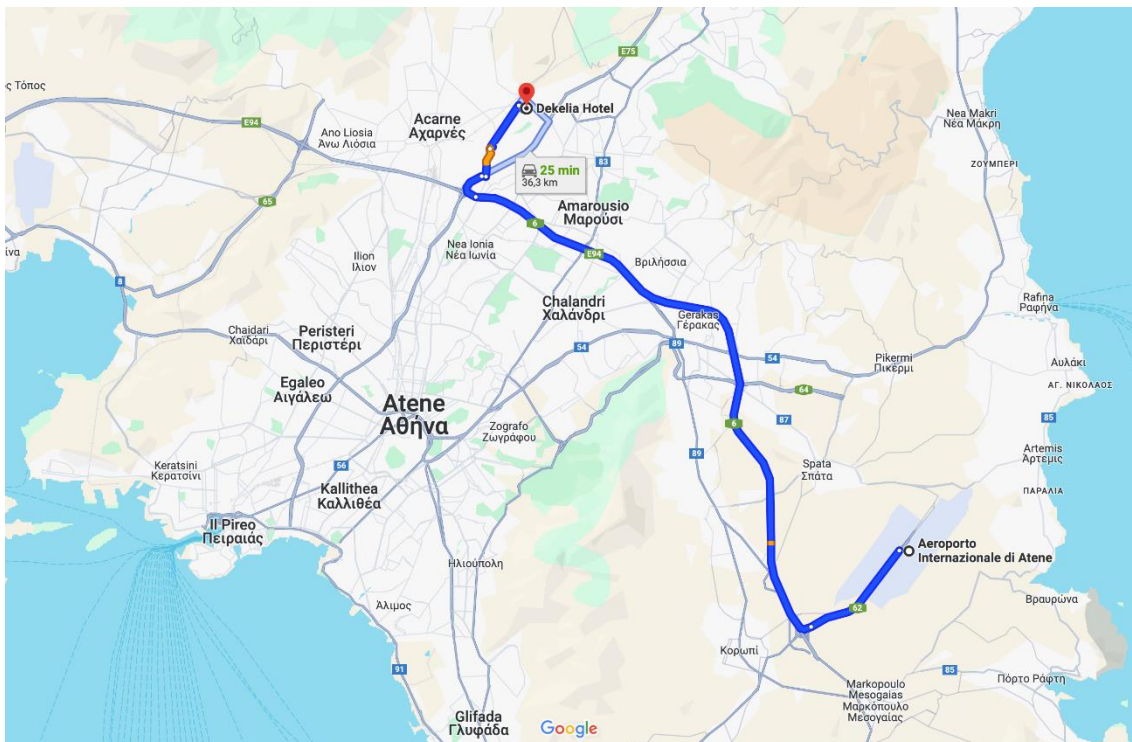 ς Τόπος
E75
E94
Dekelia Hotel
Acarne
Αχαρνές
Ano Liosia
Άνω Λιόσια
Nea Makri
Νέα Μάκρη
ΖΟΥΜΠΕΡΙ
83
25 min
36,3 km
65
Amarousio
Μαρούσι
6
Nea Ionia
Νέα Ιωνία
E94
Βριλήσσια
Ilion
Ίλιον
8
Chalandri
Χαλάνδρι
Gerakas
Γέρακας
Rafina
Ραφήνα
Chaidari
Χαϊδάρι
Peristeri
Περιστέρι
54
89
54
Pikermi
Πικέρμι
Αυλάκι
ΑΓ. ΝΙΚΟΛΑΟΣ
Egaleo
Αιγάλεω
64
Atene
Αθήνα
6
87
85
Zografo
Ζωγράφου
89
Artemis
Άρτεμις
Keratsini
Κερατσίνι
56
Spata
Σπάτα
Kallithea
Καλλιθέα
ΠΑΡΑΛΙΑ
Il Pireo
Πειραιάς
Aeroporto
Internazionale di Atene
Ηλιούπολη
Άλιμος
62
Βραυρώνα
Κορωπί
91
85
Πόρτο Ράφτη
Markopoulo
Mesogaias
Μαρκόπουλο
Μεσογαίας
Glifada
Γλυφάδα
Google